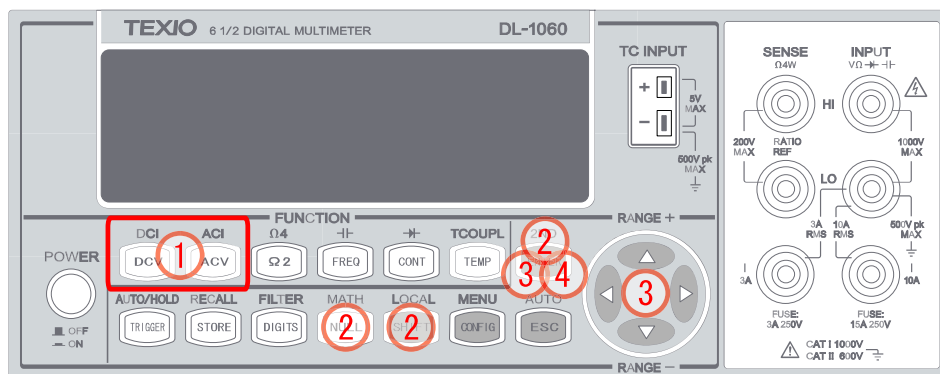 TEXIO 6 1/2 DIGITAL MULTIMETER DL-1060
TC INPUT
+
5V
MAX
−
500V pk
MAX
SENSE
Ω4W
INPUT
VΩ
HI
200V
MAX
RATIO
REF
1000V
MAX
LO
3A
RMS
10A
RMS
500V pk
MAX
3A
10A
FUSE:
3A 250V
FUSE:
15A 250V
CAT I 1000V
CAT II 600V
FUNCTION
RANGE +
DCI ACI Ω4 TCOUPL 2
POWER
DCV 1 ACV Ω 2 FREQ CONT TEMP 3 4
3
AUTO/HOLD RECALL FILTER MATH LOCAL MENU AUTO
TRIGGER STORE DIGITS NULL 2 SHIFT 2 CONFIG ESC
OFF
ON
RANGE −